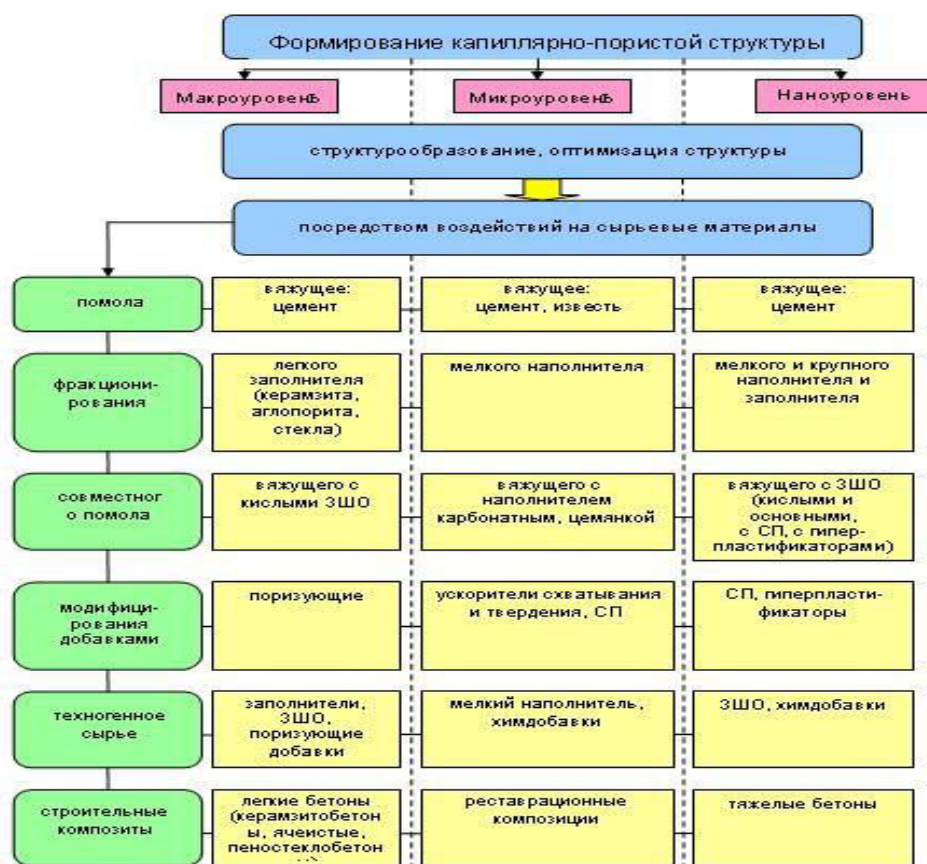 Формирование капиллярно-пористой структуры
Макроуровень
Микроуровень
Наноуровень
структурообразование, оптимизация структуры
посредством воздействий на сырьевые материалы
помола
вяжущее:
цемент
вяжущее:
цемент, известь
вяжущее:
цемент
фракциони-
рования
легкого
заполнителя
(керамзита,
аглопорита,
стекла)
мелкого наполнителя
мелкого и крупного
наполнителя и
заполнителя
совместног
о помола
вяжущего с
кислыми ЗШО
вяжущего с
наполнителем
карбонатным, цемянкой
вяжущего с ЗШО
(кислыми и
основными,
с СП, с гипер-
пластификаторами)
модифици-
рования
добавками
поризующие
ускорители схватывания
и твердения, СП
СП, гиперпласти-
фикаторы
техногенное
сырье
заполнители,
ЗШО,
поризующие
добавки
мелкий наполнитель,
химдобавки
ЗШО, химдобавки
строительные
композиты
легкие бетоны
(керамзитобетон
ы, ячеистые,
пеностеклобетон
реставрационные
композиции
тяжелые бетоны